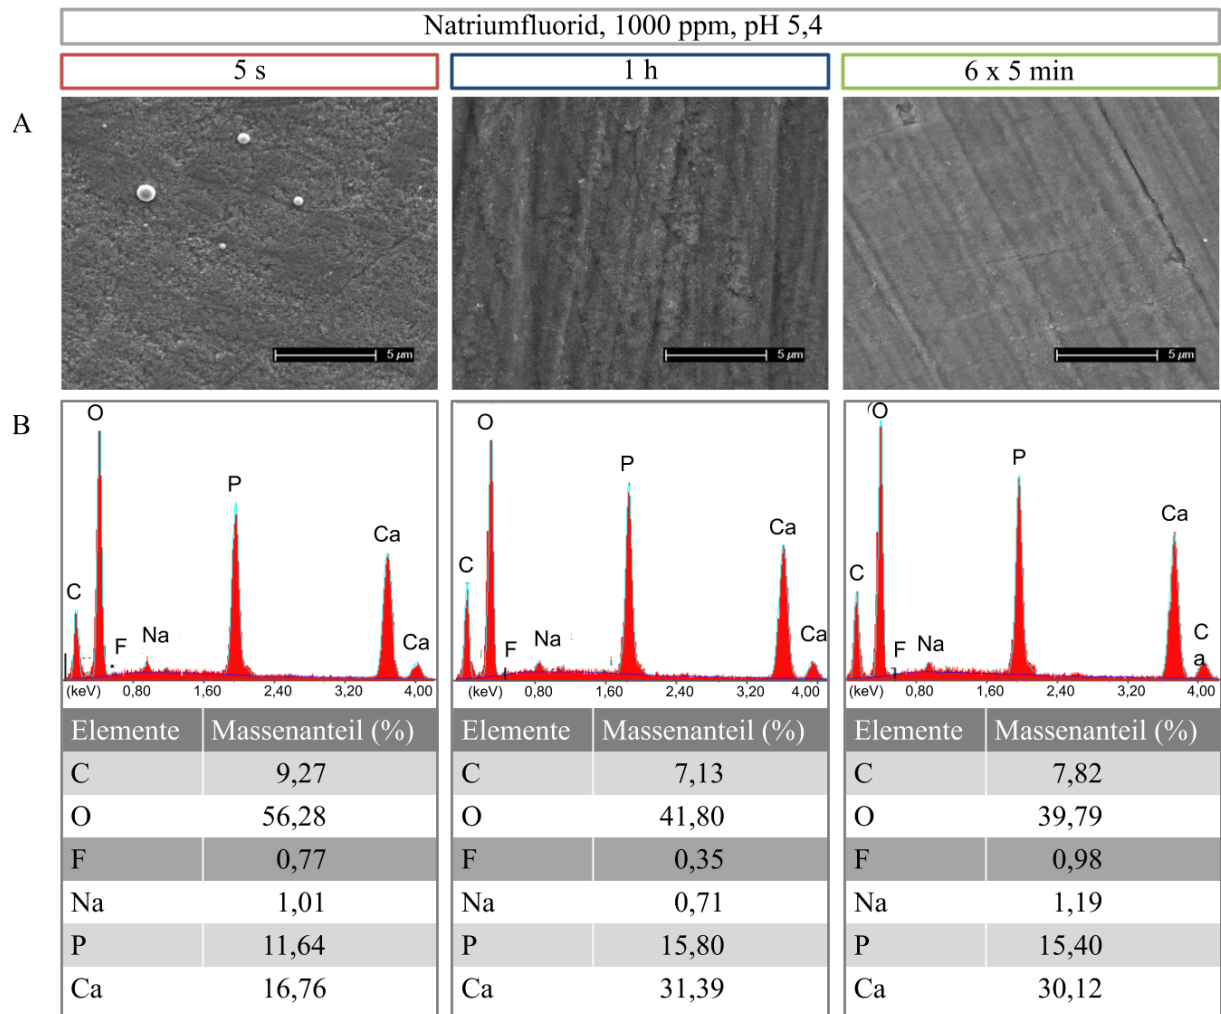 Natriumfluorid, 1000 ppm, pH 5,4
5 s
1 h
6 x 5 min
A
5 µm
5 µm
5 µm
B
O
P
Ca
C
F
Na
Ca
(keV) 0,80 1,60 2,40 3,20 4,00
O
P
Ca
C
F
Na
Ca
(keV) 0,80 1,60 2,40 3,20 4,00
O
P
Ca
C
F
Na
C
a
(keV) 0,80 1,60 2,40 3,20 4,00
Elemente Massenanteil (%)
C 9,27
O 56,28
F 0,77
Na 1,01
P 11,64
Ca 16,76
Elemente Massenanteil (%)
C 7,13
O 41,80
F 0,35
Na 0,71
P 15,80
Ca 31,39
Elemente Massenanteil (%)
C 7,82
O 39,79
F 0,98
Na 1,19
P 15,40
Ca 30,12